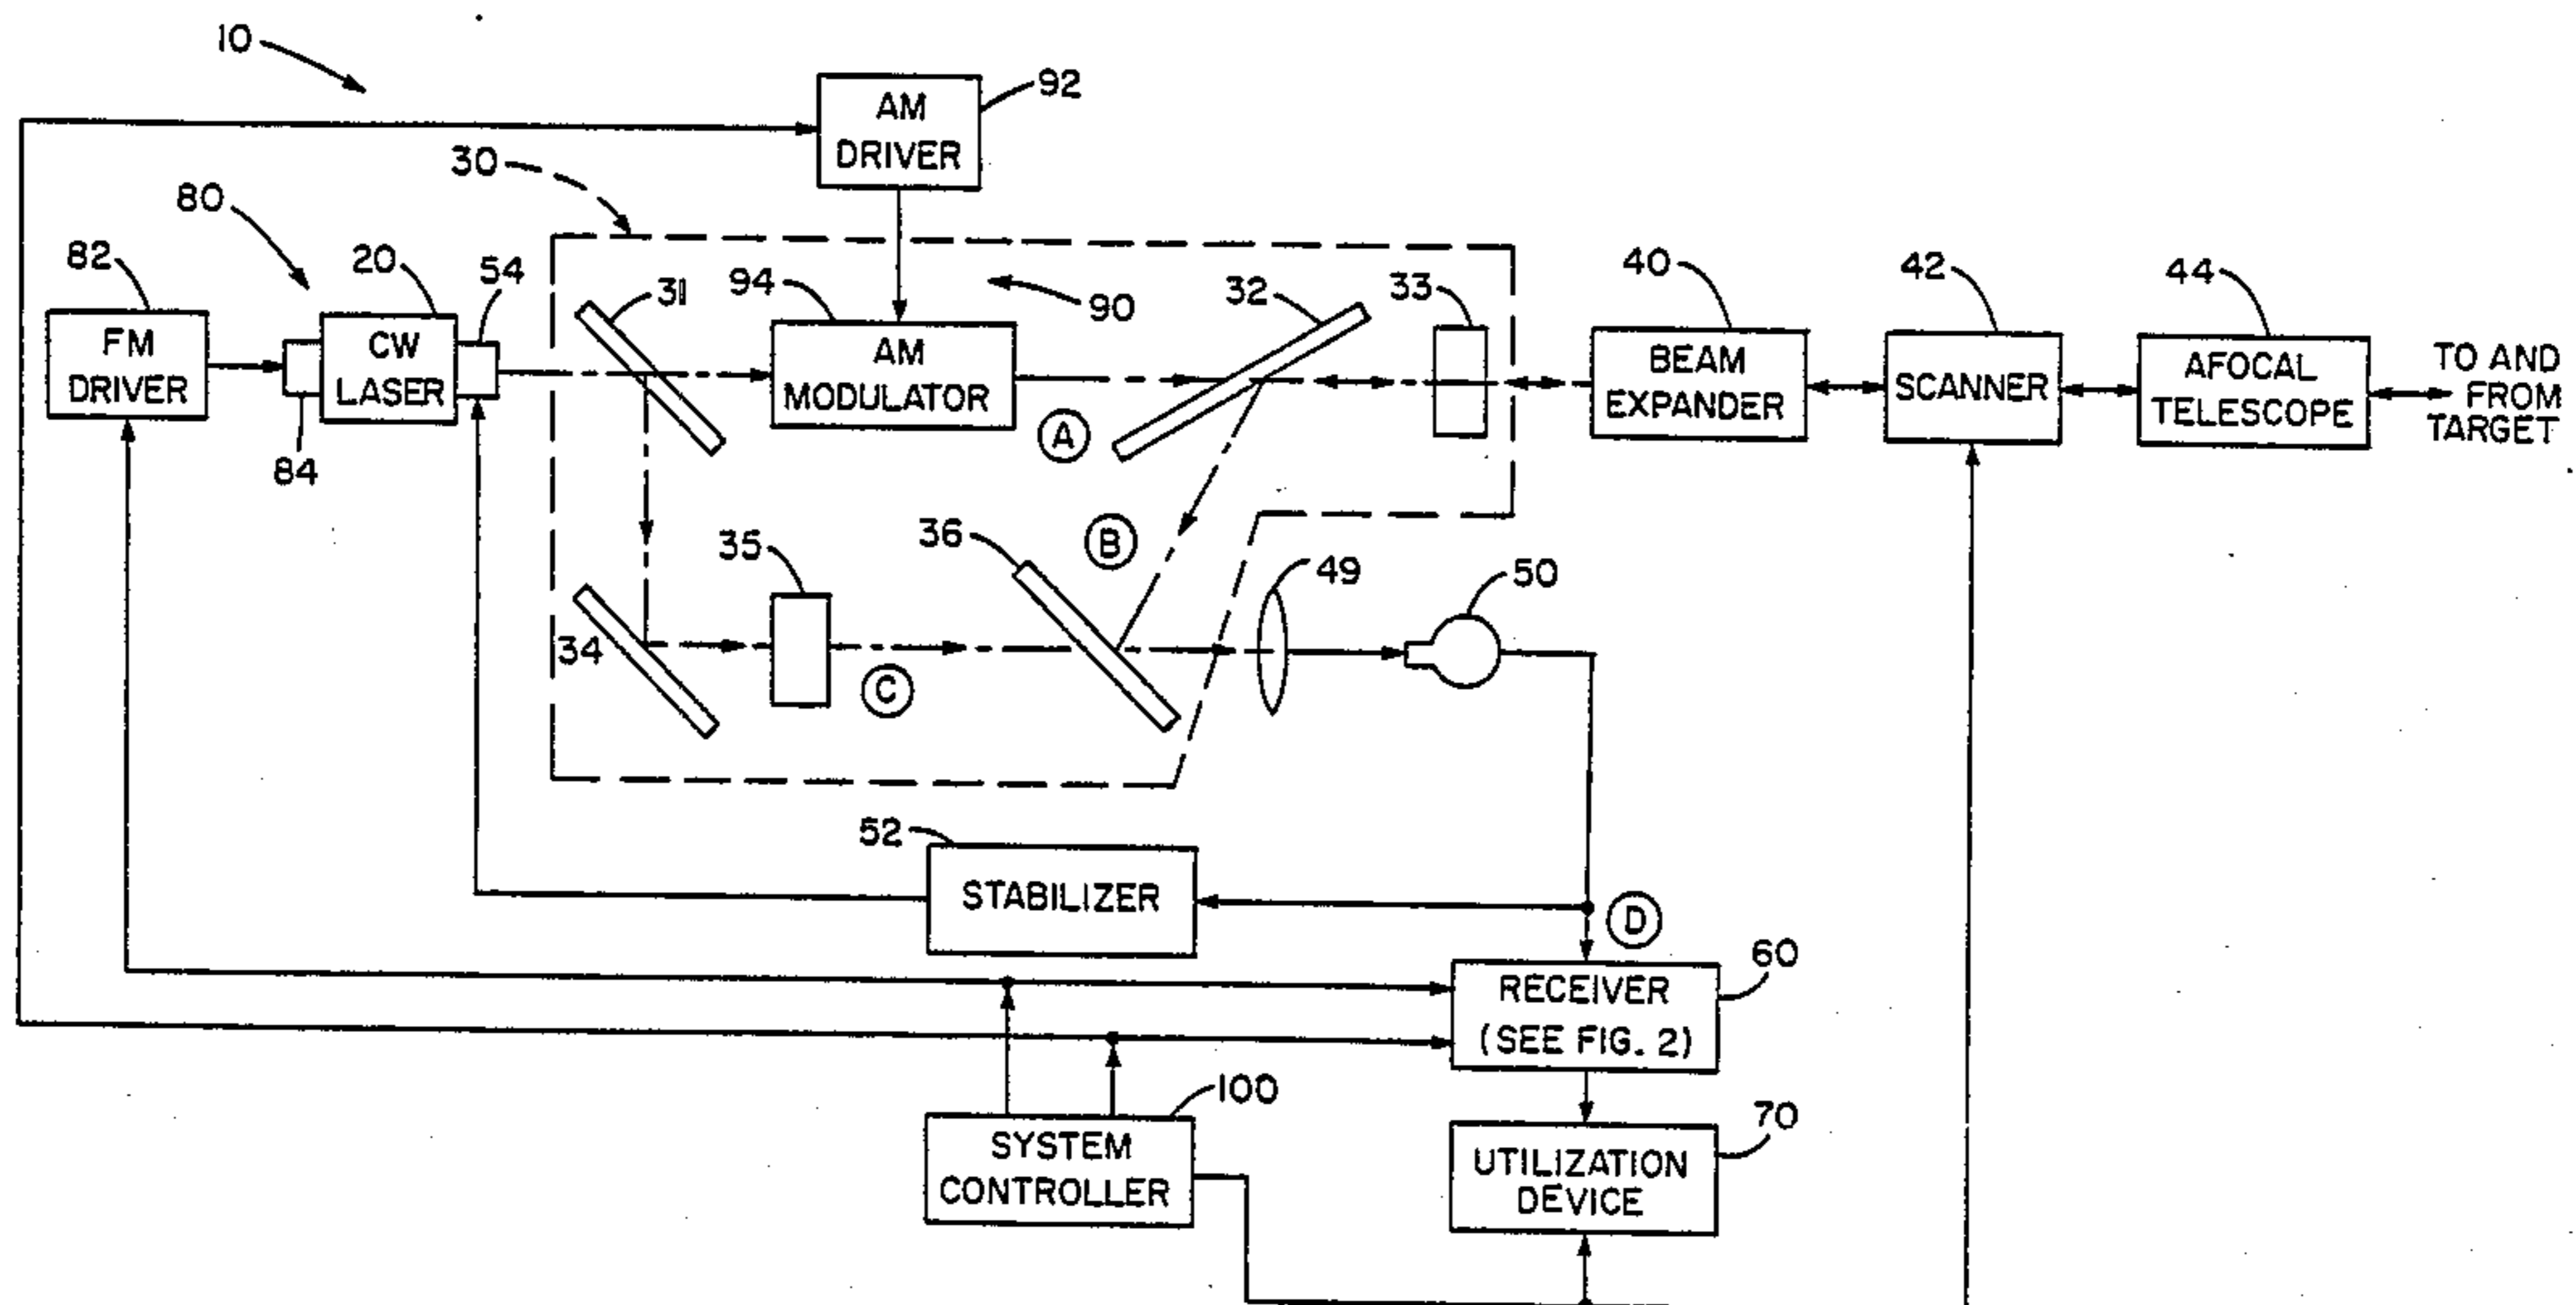 10
AM
DRIVER
92
30
80
82
20
54
31
94
90
32
33
40
42
44
FM
DRIVER
CW
LASER
AM
MODULATOR
BEAM
EXPANDER
SCANNER
AFOCAL
TELESCOPE
TO AND
FROM
TARGET
84
A
B
35
36
49
50
34
C
52
STABILIZER
D
60
RECEIVER
(SEE FIG. 2)
100
SYSTEM
CONTROLLER
70
UTILIZATION
DEVICE